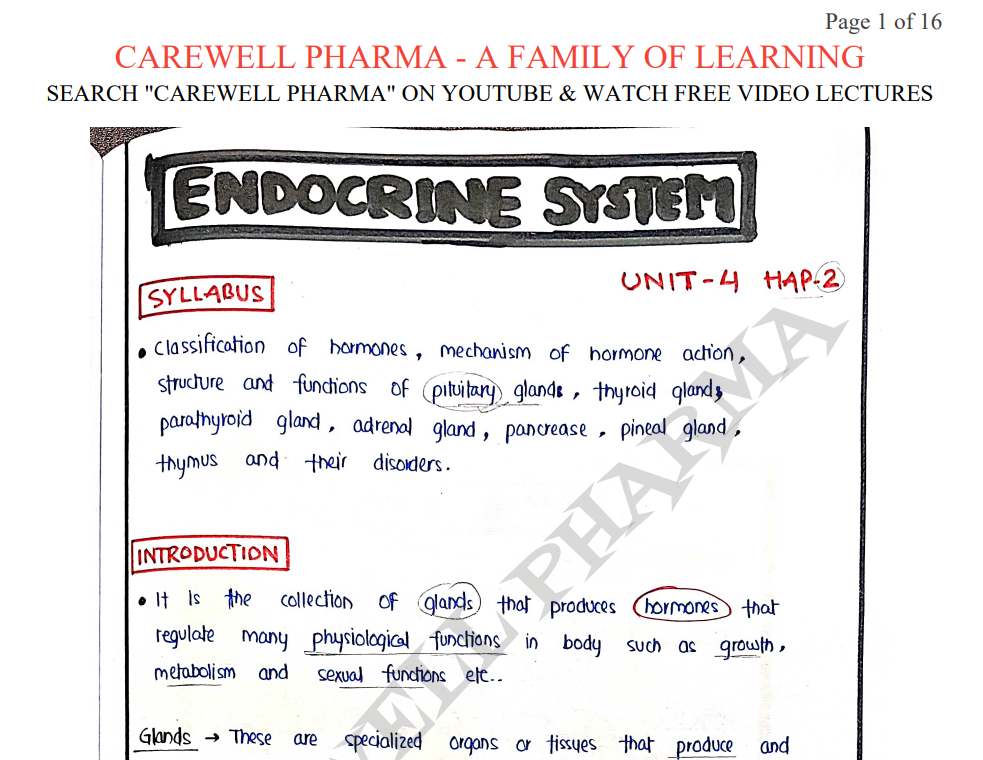 Page 1 of 16
CAREWELL PHARMA - A FAMILY OF LEARNING
SEARCH "CAREWELL PHARMA" ON YOUTUBE & WATCH FREE VIDEO LECTURES
ENDOCRINE SYSTEM
UNIT-4 HAP-2
SYLLABUS
• Classification of hormones, mechanism of hormone action,
structure and functions of pituitary glands, thyroid glands,
parathyroid gland, adrenal gland, pancrease, pineal gland,
thymus and their disorders.
INTRODUCTION
• It is the collection of glands that produces hormones that
regulate many physiological functions in body such as growth,
metabolism and sexual functions etc..
Glands → These are specialized organs or tissues that produce and
WELL PHARMA